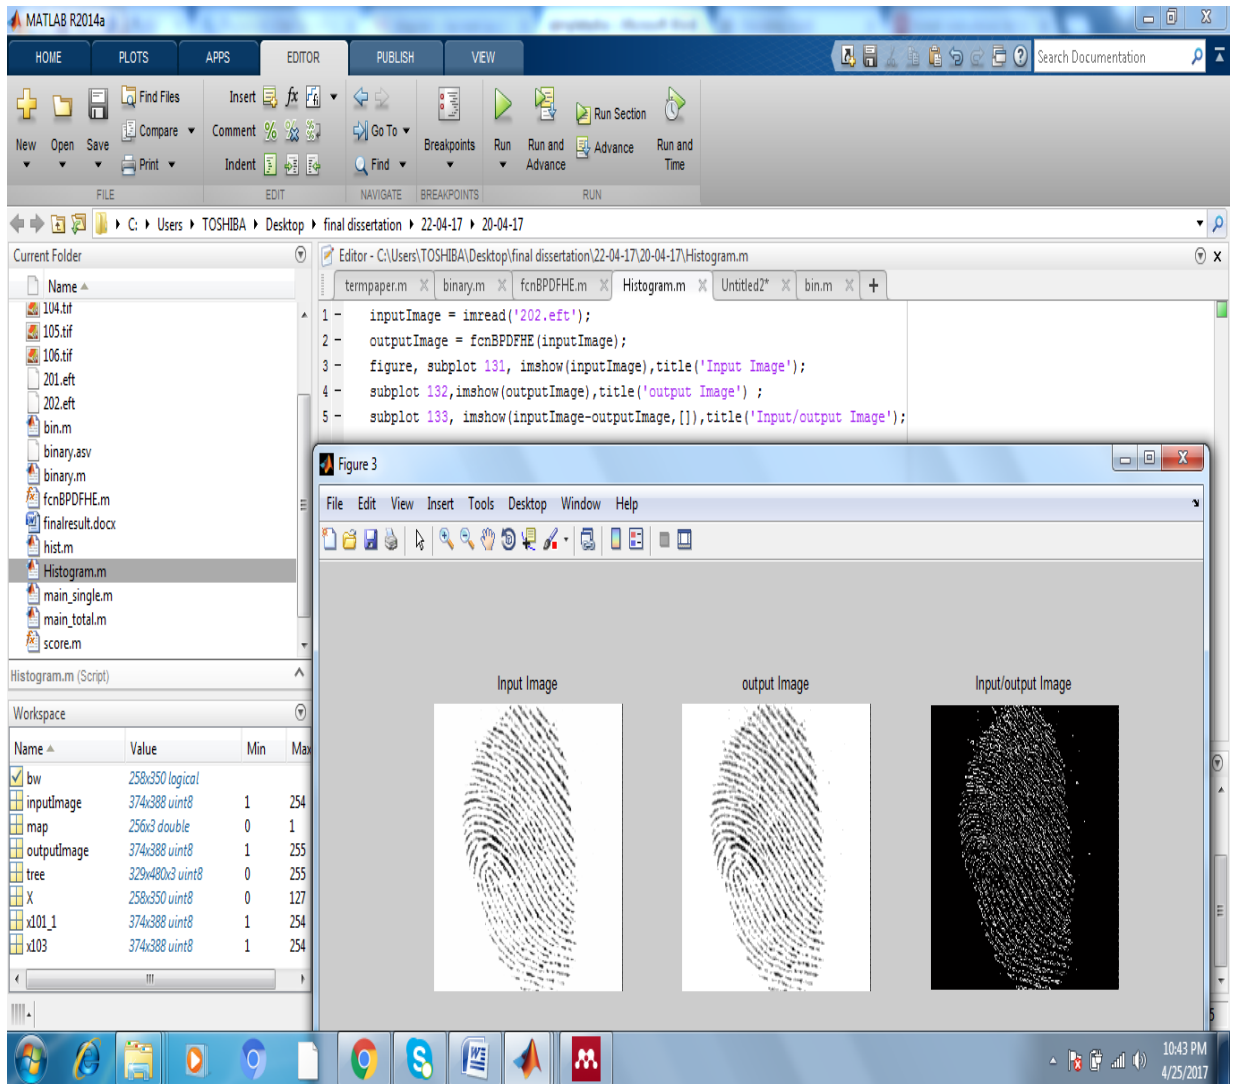 MATLAB R2014a
HOME PLOTS APPS EDITOR PUBLISH VIEW
Search Documentation
New Open Save
Find Files
Compare
Print
FILE
Insert fx
Comment
Indent
EDIT
Go To
Find
NAVIGATE
Breakpoints
BREAKPOINTS
Run
Run and Advance
Run Section
Advance
Run and Time
RUN
C: Users TOSHIBA Desktop final dissertation 22-04-17 20-04-17
Current Folder
Name
104.tif
105.tif
106.tif
201.eft
202.eft
bin.m
binary.asv
binary.m
fcnBPDFHE.m
finalresult.docx
hist.m
Histogram.m
main_single.m
main_total.m
score.m
Histogram.m (Script)
Workspace
Name Value Min Max
bw 258x350 logical
inputImage 374x388 uint8 1 254
map 256x3 double 0 1
outputImage 374x388 uint8 1 255
tree 329x480x3 uint8 0 255
X 258x350 uint8 0 127
x101_1 374x388 uint8 1 254
x103 374x388 uint8 1 254
Editor - C:\Users\TOSHIBA\Desktop\final dissertation\22-04-17\20-04-17\Histogram.m
termpaper.m binary.m fcnBPDFHE.m Histogram.m Untitled2* bin.m
1 - inputImage = imread('202.eft');
2 - outputImage = fcnBPDFHE(inputImage);
3 - figure, subplot 131, imshow(inputImage),title('Input Image');
4 - subplot 132,imshow(outputImage),title('output Image') ;
5 - subplot 133, imshow(inputImage-outputImage,[]),title('Input/output Image');
Figure 3
File Edit View Insert Tools Desktop Window Help
Input Image
output Image
Input/output Image
10:43 PM
4/25/2017